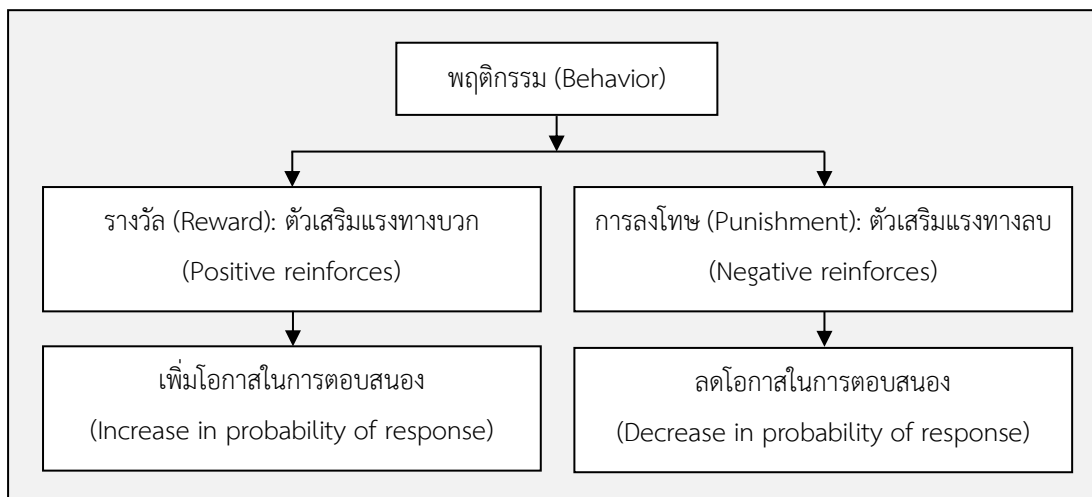 พฤติกรรม (Behavior)
รางวัล (Reward): ตัวเสริมแรงทางบวก
(Positive reinforces)
การลงโทษ (Punishment): ตัวเสริมแรงทางลบ
(Negative reinforces)
เพิ่มโอกาสในการตอบสนอง
(Increase in probability of response)
ลดโอกาสในการตอบสนอง
(Decrease in probability of response)